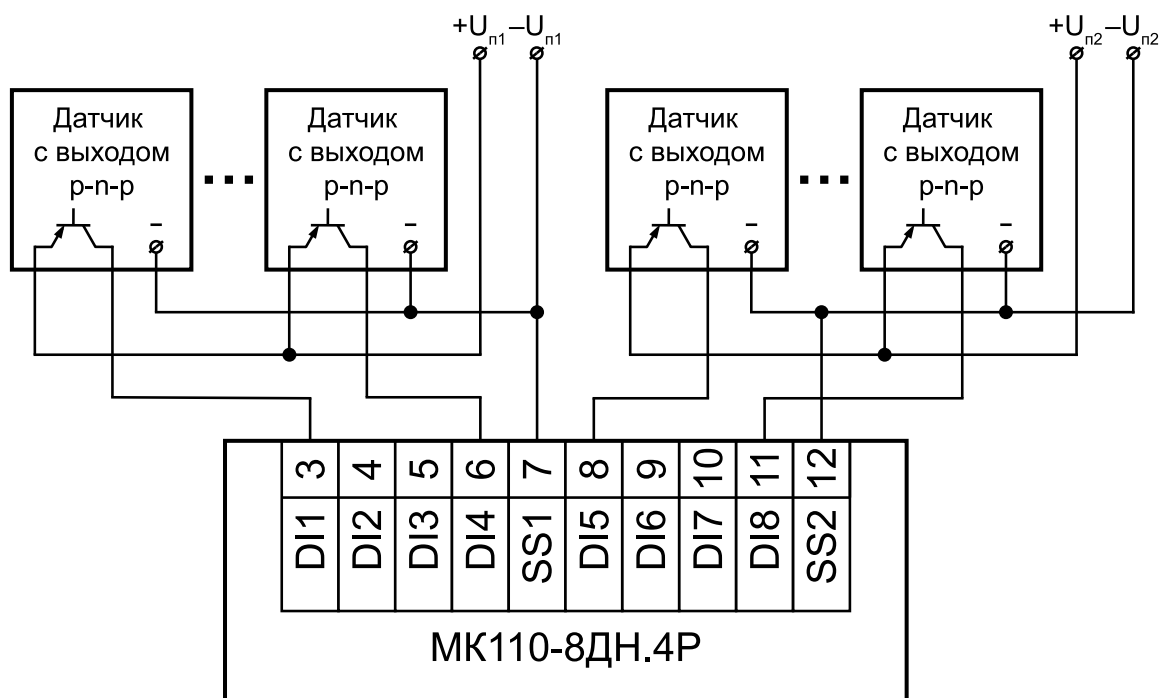 +Uп1 –Uп1
+Uп2 –Uп2
Датчик
с выходом
p-n-p
–
Датчик
с выходом
p-n-p
–
Датчик
с выходом
p-n-p
–
Датчик
с выходом
p-n-p
–
3 4 5 6 7 8 9 10 11 12
DI1 DI2 DI3 DI4 SS1 DI5 DI6 DI7 DI8 SS2
МК110-8ДН.4Р